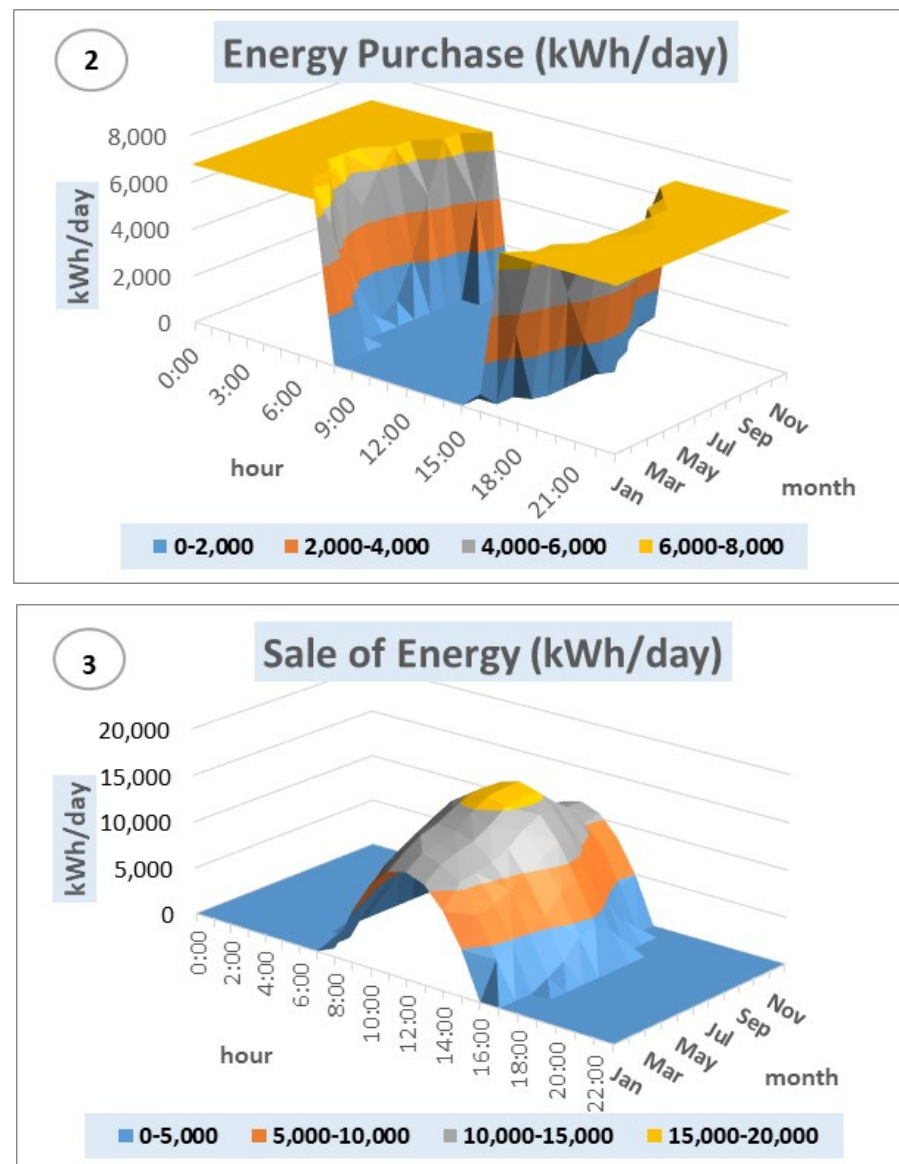 2
Energy Purchase (kWh/day)
8,000
6,000
4,000
2,000
0
kWh/day
0:00
3:00
6:00
9:00
12:00
15:00
18:00
21:00
hour
Jan
Mar
May
Jul
Sep
Nov
month
0-2,000 2,000-4,000 4,000-6,000 6,000-8,000
3
Sale of Energy (kWh/day)
20,000
15,000
10,000
5,000
0
kWh/day
0:00
2:00
4:00
6:00
8:00
10:00
12:00
14:00
16:00
18:00
20:00
22:00
hour
Jan
Mar
May
Jul
Sep
Nov
month
0-5,000 5,000-10,000 10,000-15,000 15,000-20,000